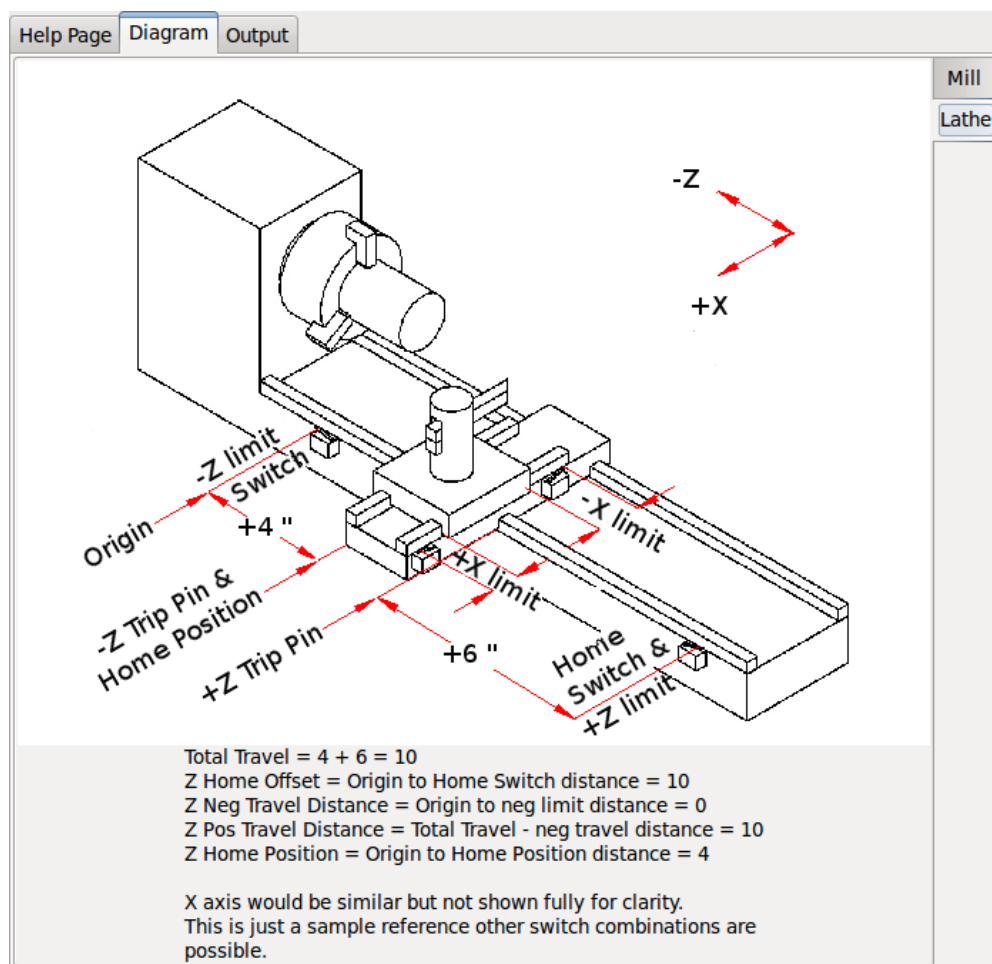 Help Page
Diagram
Output
Mill
Lathe
-Z
+X
-Z limit
Switch
Origin
+4 "
-X limit
+X limit
-Z Trip Pin &
Home Position
+Z Trip Pin
+6 "
Home
Switch &
+Z limit
Total Travel = 4 + 6 = 10
Z Home Offset = Origin to Home Switch distance = 10
Z Neg Travel Distance = Origin to neg limit distance = 0
Z Pos Travel Distance = Total Travel - neg travel distance = 10
Z Home Position = Origin to Home Position distance = 4
X axis would be similar but not shown fully for clarity.
This is just a sample reference other switch combinations are
possible.